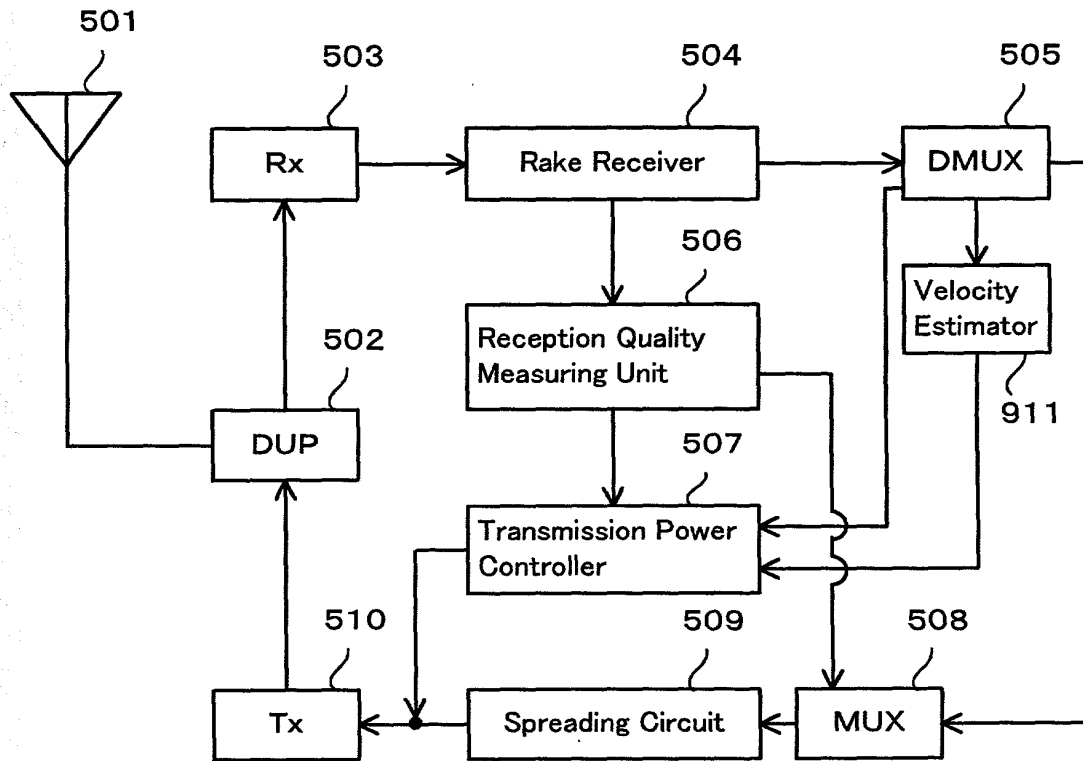 501
503
504
505
Rx
Rake Receiver
DMUX
506
502
Reception Quality
Measuring Unit
Velocity
Estimator
911
DUP
507
Transmission Power
Controller
510
509
508
Tx
Spreading Circuit
MUX